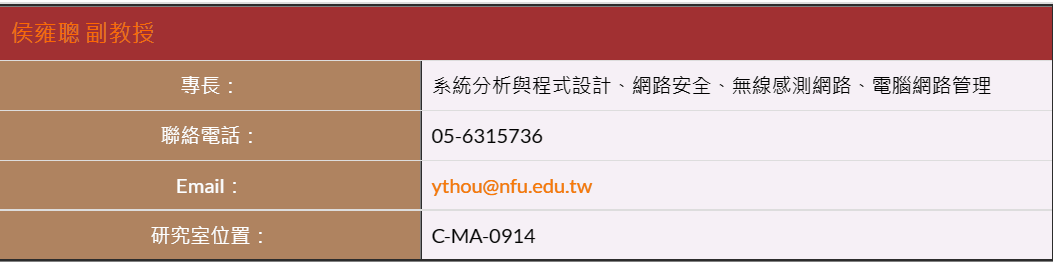 侯雍聰 副教授
專長： 系統分析與程式設計、網路安全、無線感測網路、電腦網路管理
聯絡電話： 05-6315736
Email： ythou@nfu.edu.tw
研究室位置： C-MA-0914